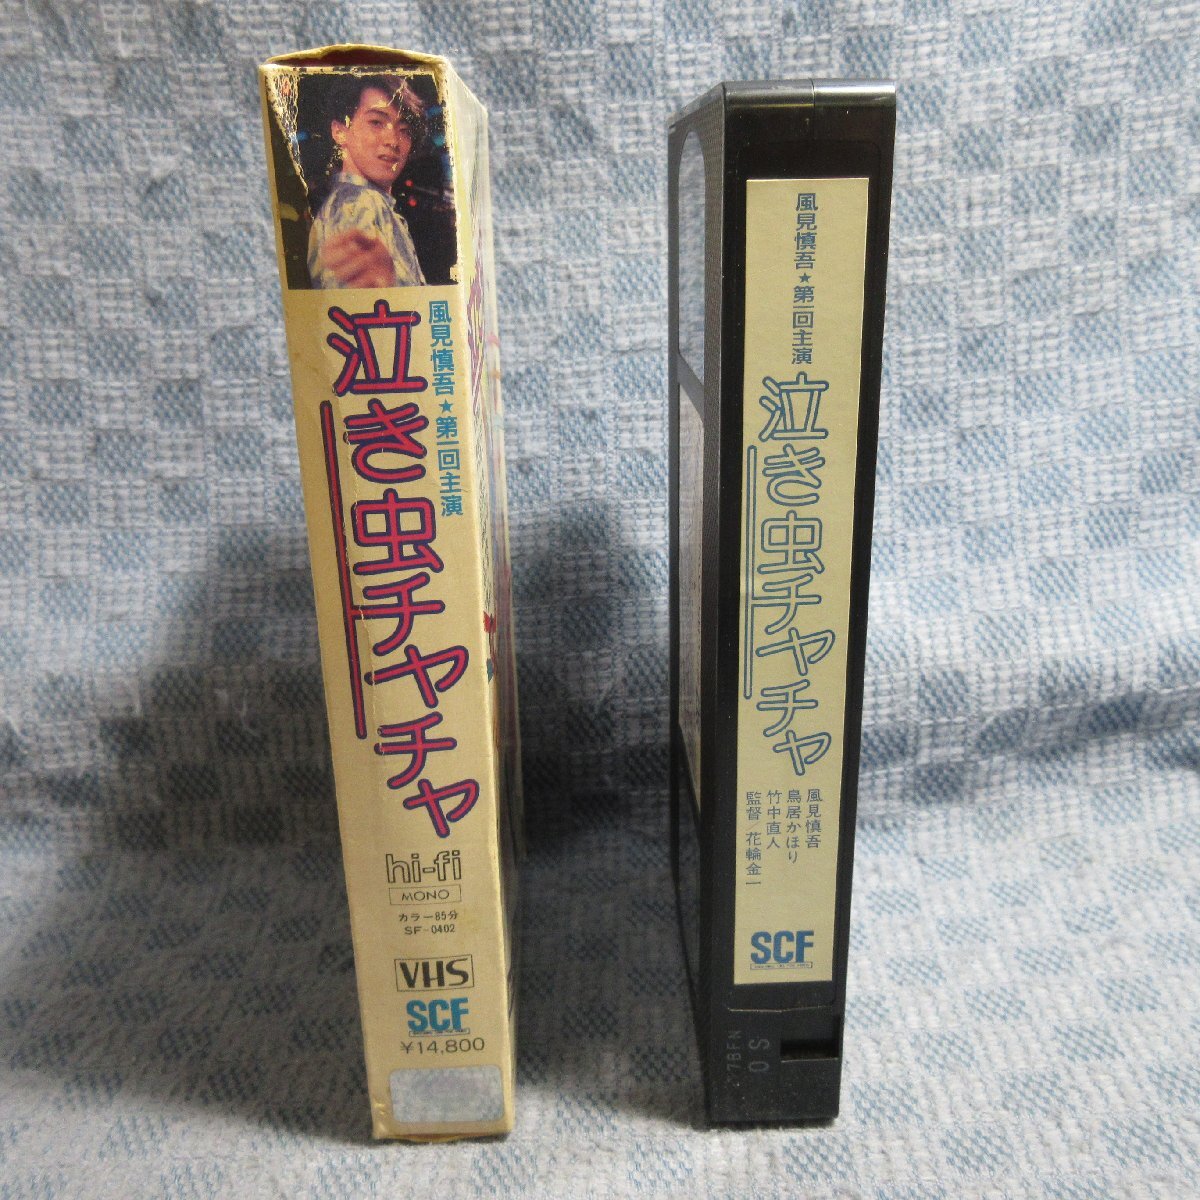 風見慎吾★第一回主演
泣き虫チャチャ
hi-fi
MONO
カラー85分
SF-0402
VHS
SCF
¥14,800
風見慎吾★第一回主演
泣き虫チャチャ
風見慎吾
鳥居かほり
竹中直人
監督 花輪金一
SCF